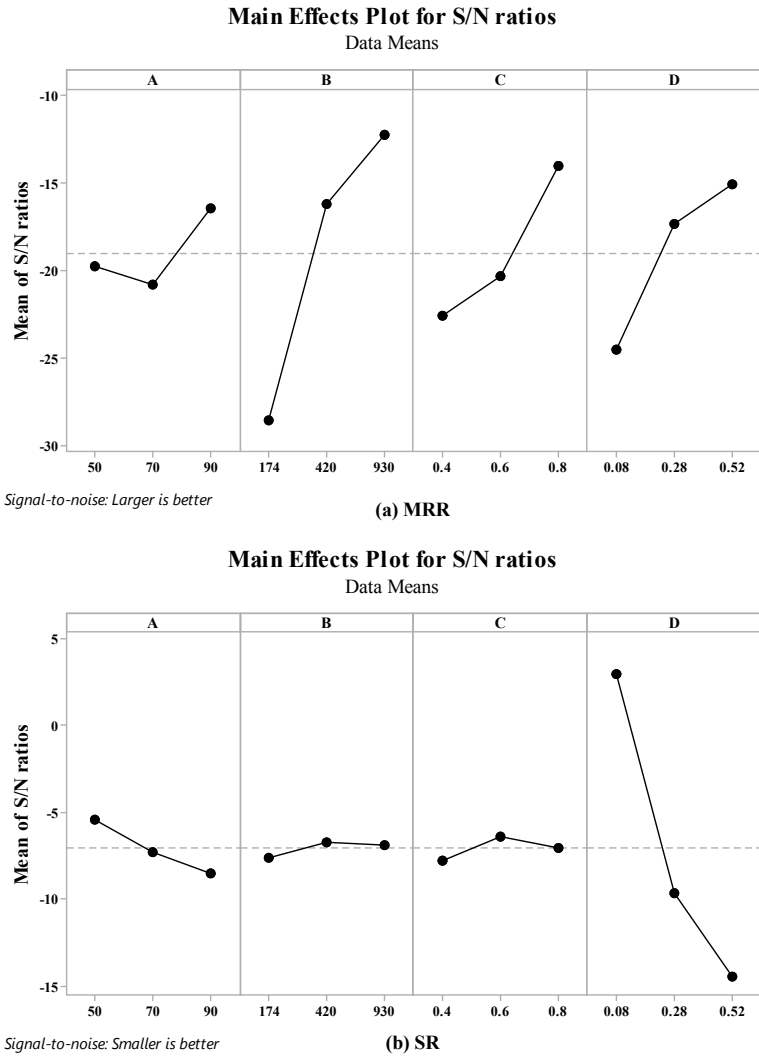 Main Effects Plot for S/N ratios
Data Means
A B C D
Mean of S/N ratios
-10
-15
-20
-25
-30
50 70 90 174 420 930 0.4 0.6 0.8 0.08 0.28 0.52
Signal-to-noise: Larger is better
(a) MRR
Main Effects Plot for S/N ratios
Data Means
A B C D
Mean of S/N ratios
5
0
-5
-10
-15
50 70 90 174 420 930 0.4 0.6 0.8 0.08 0.28 0.52
Signal-to-noise: Smaller is better
(b) SR